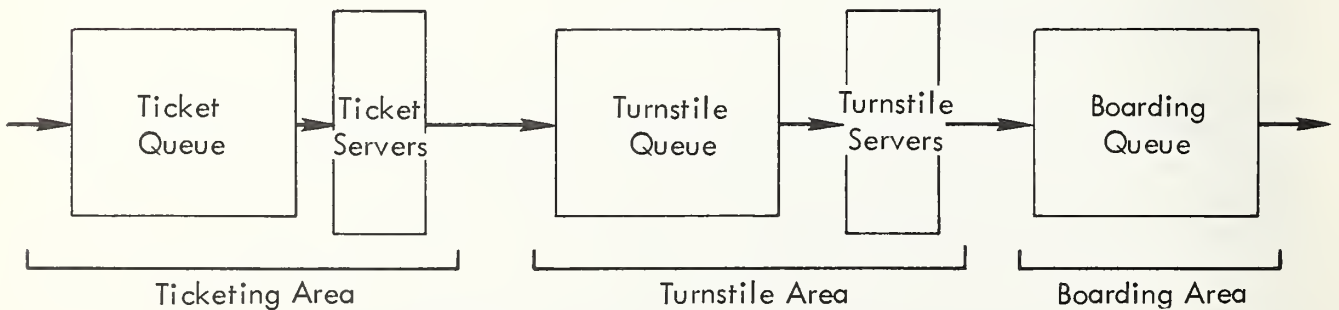 Ticket
Queue
Ticket
Servers
Turnstile
Queue
Turnstile
Servers
Boarding
Queue
Ticketing Area
Turnstile Area
Boarding Area